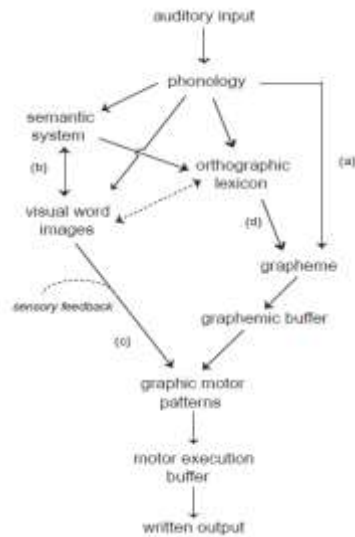 auditory input
phonology
semantic
system
(a)
(b)
orthographic
lexicon
visual word
images
(d)
grapheme
sensory feedback
graphemic buffer
(c)
graphic motor
patterns
motor execution
buffer
written output